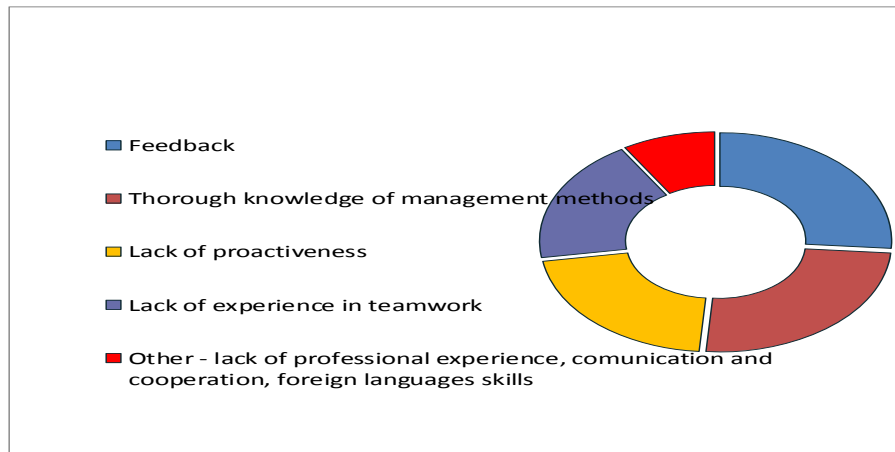 Feedback
Thorough knowledge of management methods
Lack of proactiveness
Lack of experience in teamwork
Other - lack of professional experience, comunication and
cooperation, foreign languages skills